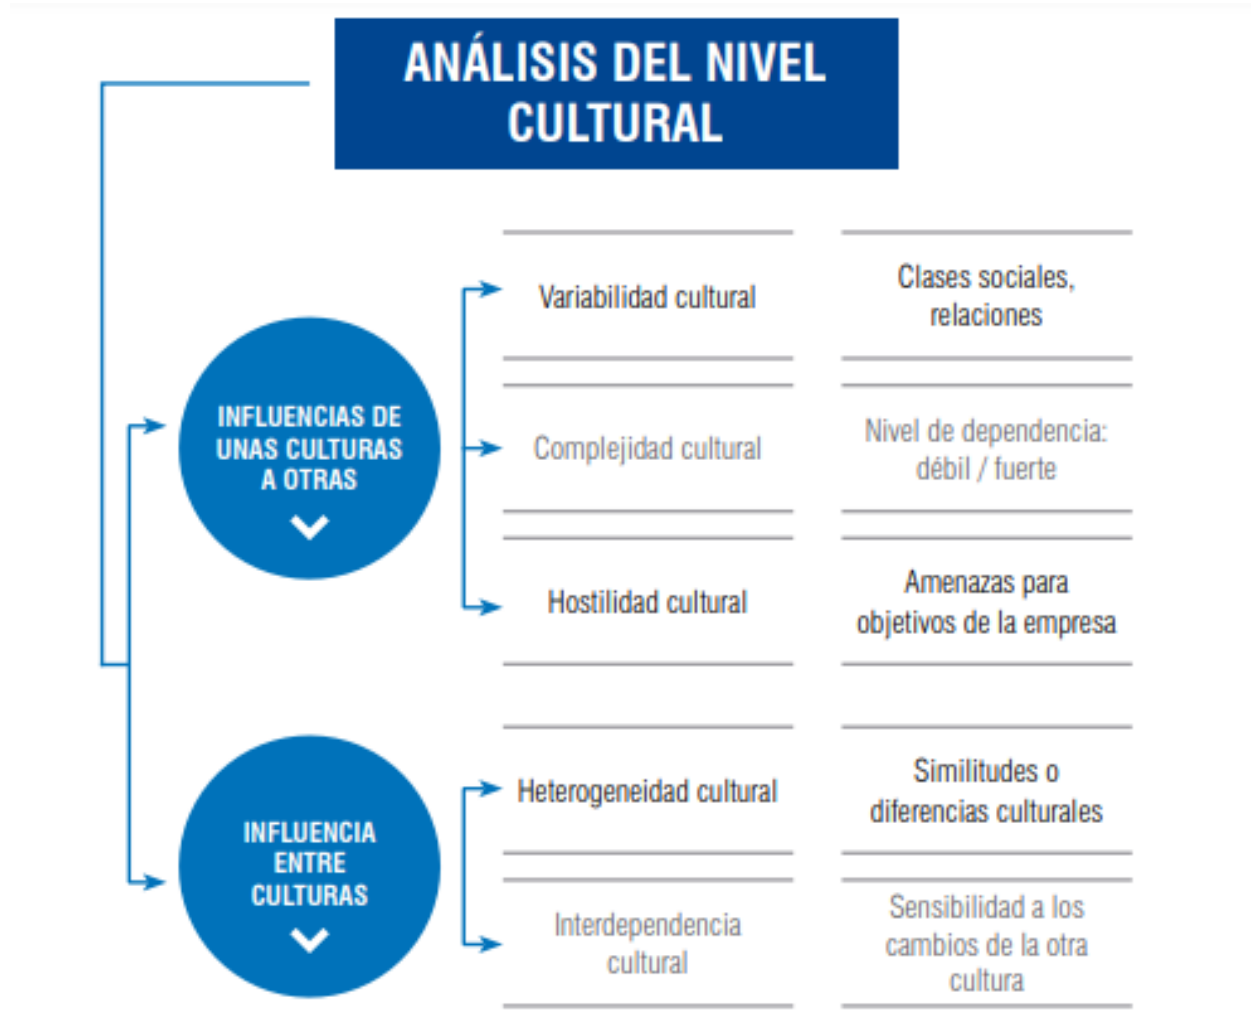 ANÁLISIS DEL NIVEL
CULTURAL
INFLUENCIAS DE
UNAS CULTURAS
A OTRAS
Variabilidad cultural
Clases sociales,
relaciones
Complejidad cultural
Nivel de dependencia:
débil / fuerte
Hostilidad cultural
Amenazas para
objetivos de la empresa
INFLUENCIA
ENTRE
CULTURAS
Heterogeneidad cultural
Similitudes o
diferencias culturales
Interdependencia
cultural
Sensibilidad a los
cambios de la otra
cultura